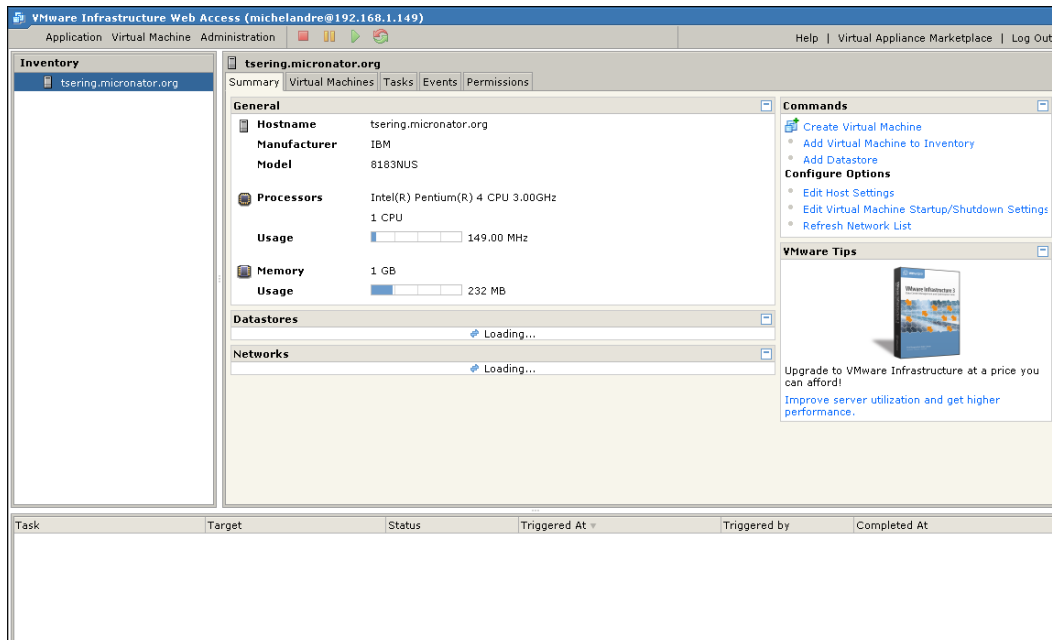 VMware Infrastructure Web Access (michelandre@192.168.1.149)
Application Virtual Machine Administration
Help | Virtual Appliance Marketplace | Log Out
Inventory
tsering.micronator.org
tsering.micronator.org
Summary Virtual Machines Tasks Events Permissions
General
Hostname tsering.micronator.org
Manufacturer IBM
Model 8183NUS
Processors Intel(R) Pentium(R) 4 CPU 3.00GHz
1 CPU
Usage 149.00 MHz
Memory 1 GB
Usage 232 MB
Datastores
Loading...
Networks
Loading...
Commands
Create Virtual Machine
Add Virtual Machine to Inventory
Add Datastore
Configure Options
Edit Host Settings
Edit Virtual Machine Startup/Shutdown Settings
Refresh Network List
VMware Tips
VMware Infrastructure 3
Upgrade to VMware Infrastructure at a price you
can afford!
Improve server utilization and get higher
performance.
Task Target Status Triggered At Triggered by Completed At